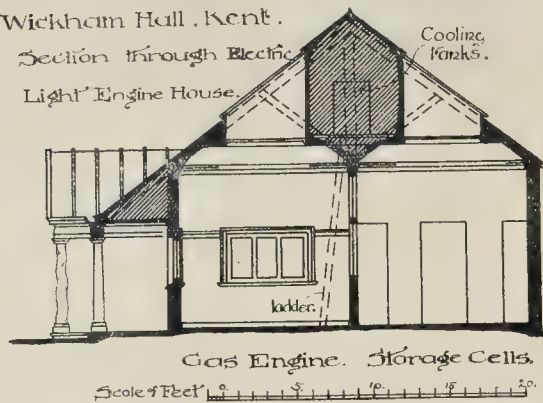 Wickham Hall, Kent.
Section through Electric
Light Engine House.
Cooling
Tanks.
ladder.
Gas Engine. Storage Cells.
Scale of Feet 0. 5. 10. 15 20.